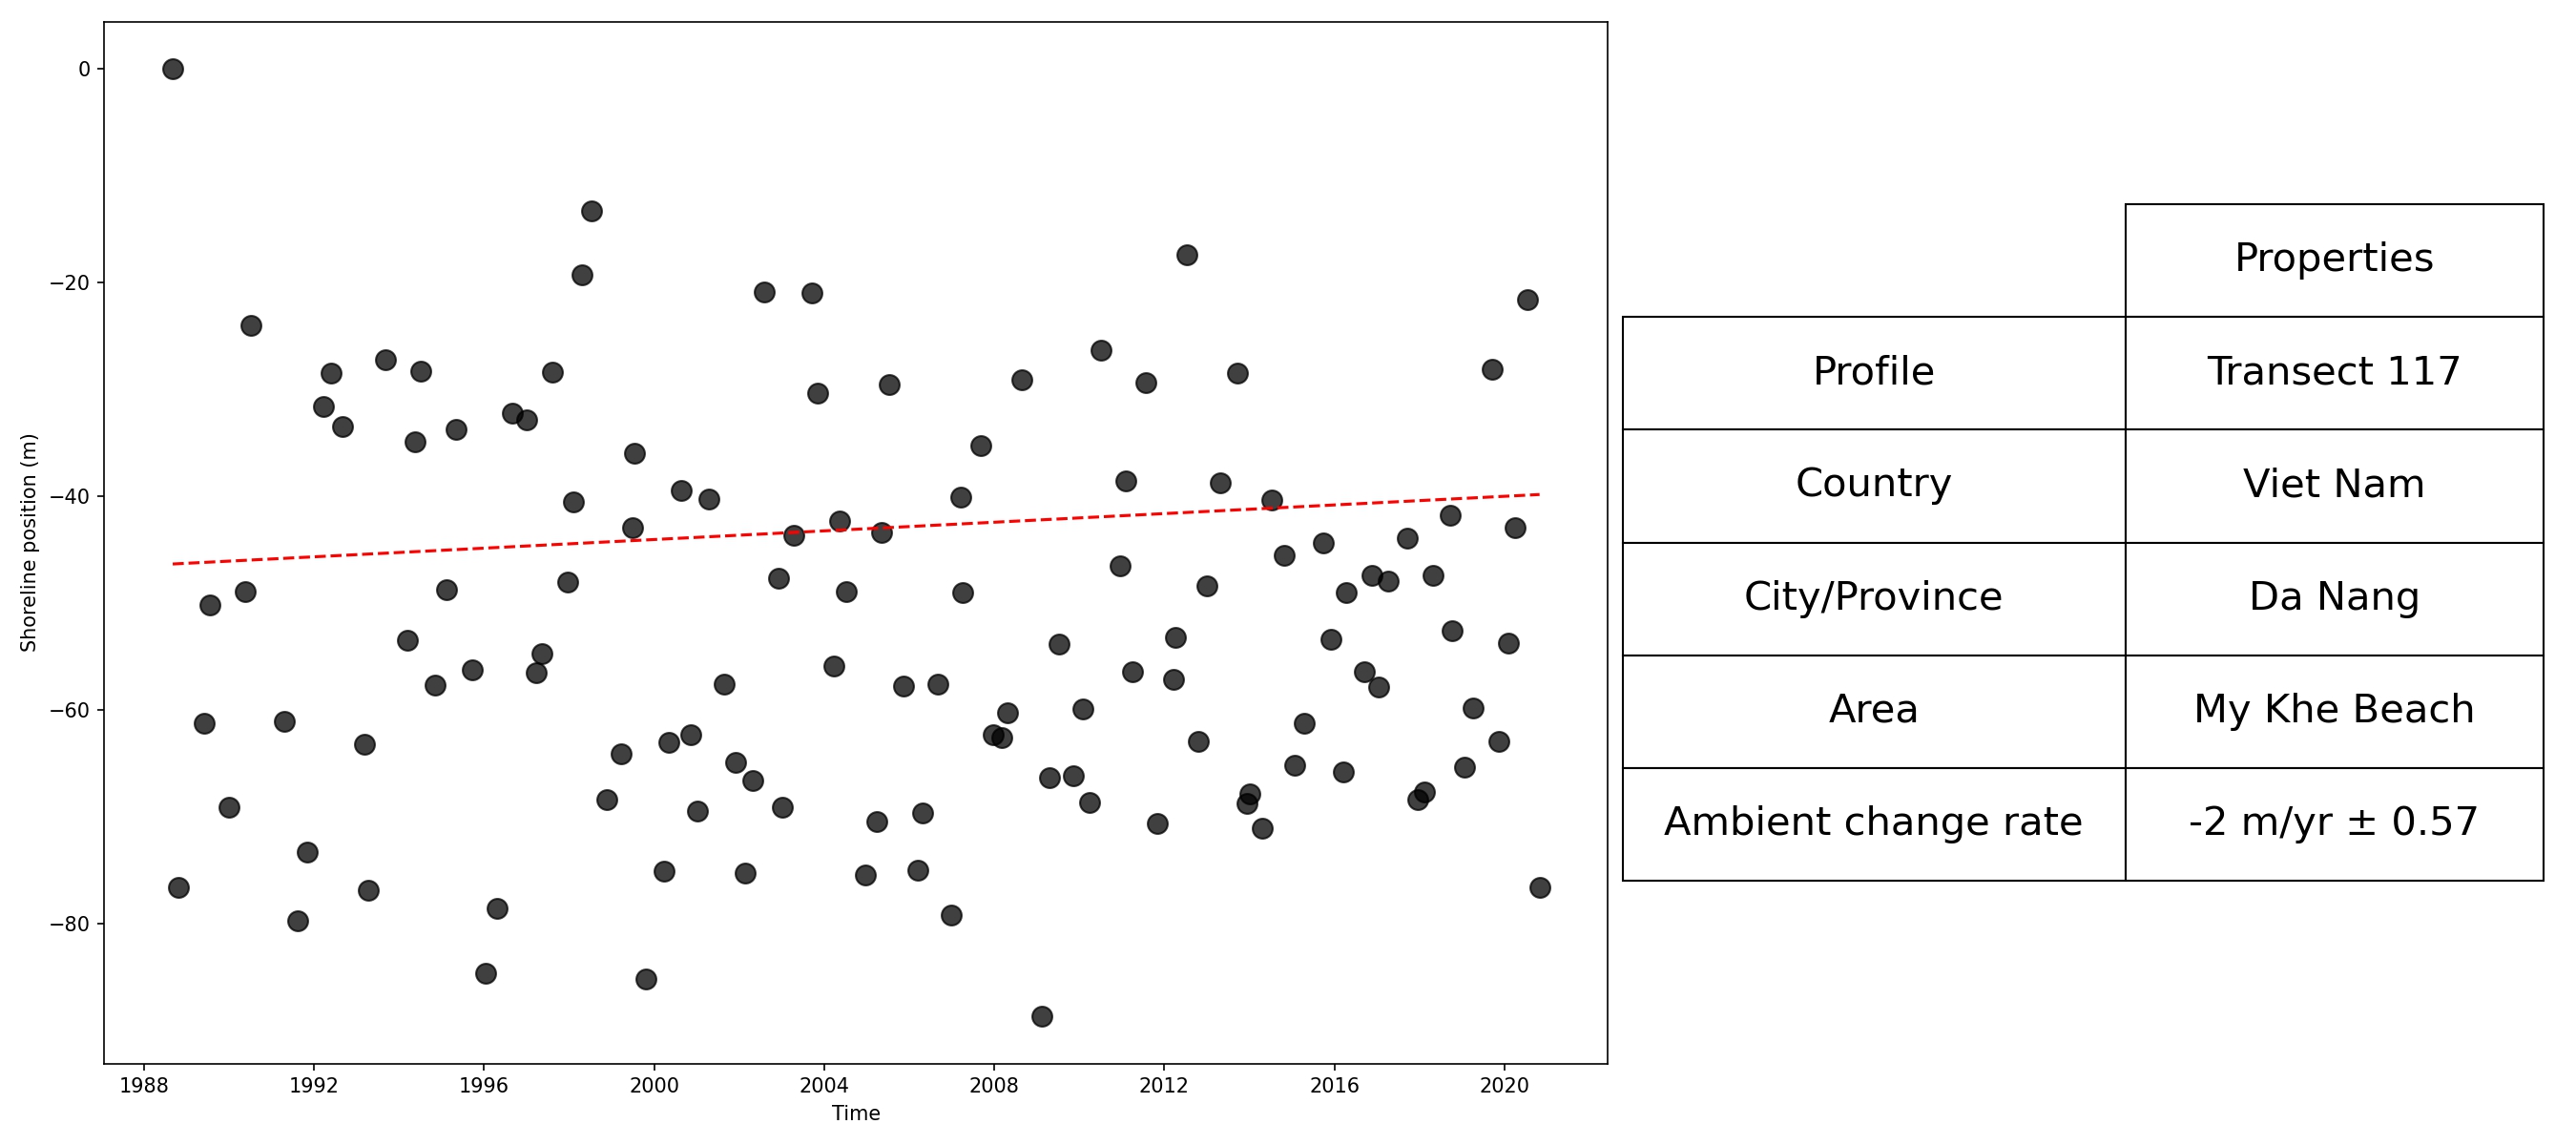 0
−20
−40
−60
−80
Shoreline position (m)
1988 1992 1996 2000 2004 2008 2012 2016 2020
Time
Properties
Profile Transect 117
Country Viet Nam
City/Province Da Nang
Area My Khe Beach
Ambient change rate -2 m/yr ± 0.57